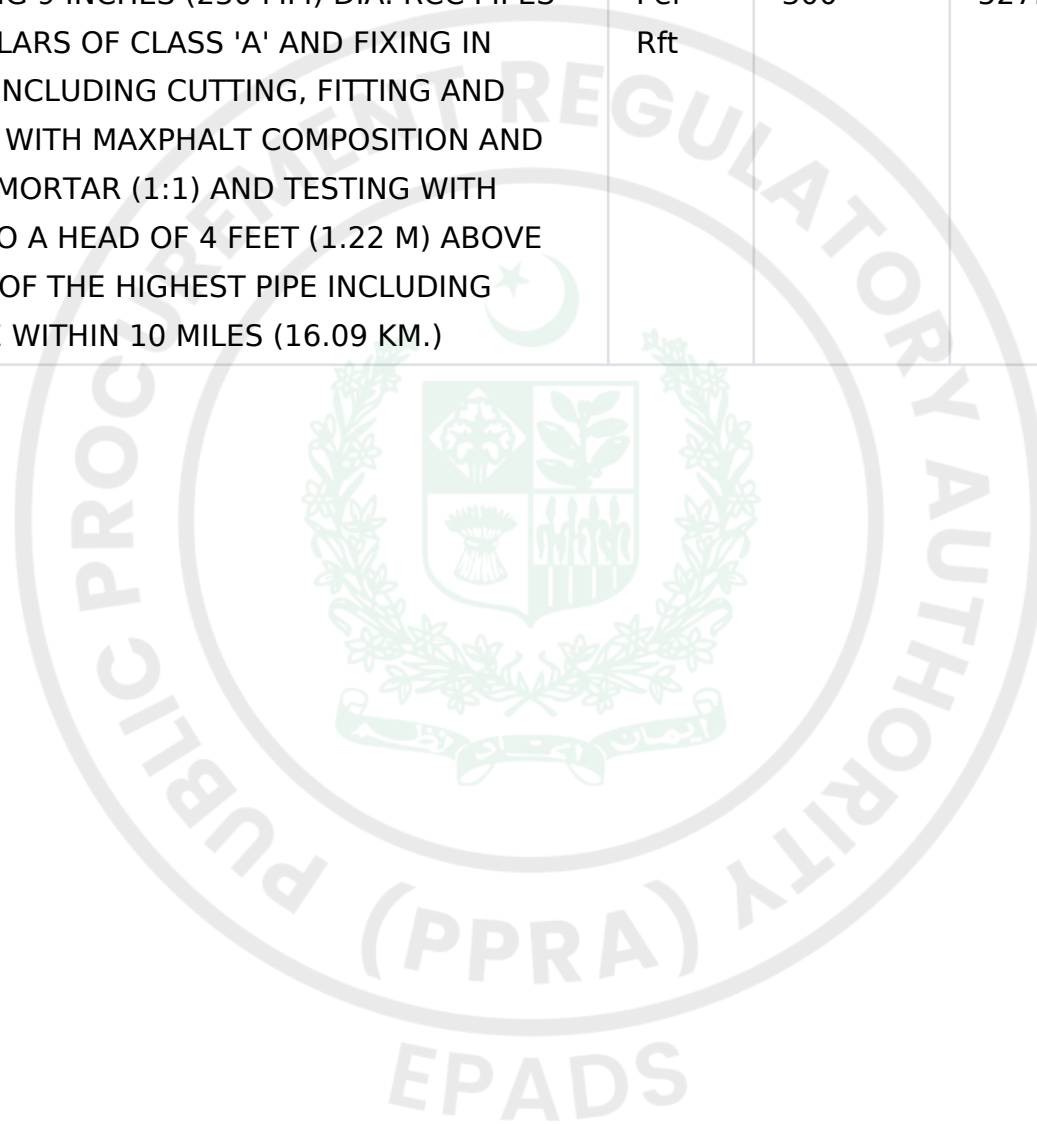 G 9 INCHES (230 MM) DIA. RCC PIPES Per 300 327
LARS OF CLASS 'A' AND FIXING IN Rft
NCLUDING CUTTING, FITTING AND
WITH MAXPHALT COMPOSITION AND
MORTAR (1:1) AND TESTING WITH
O A HEAD OF 4 FEET (1.22 M) ABOVE
OF THE HIGHEST PIPE INCLUDING
WITHIN 10 MILES (16.09 KM.)
PUBLIC PROCUREMENT REGULATORY AUTHORITY
(PPRA)
EPADS